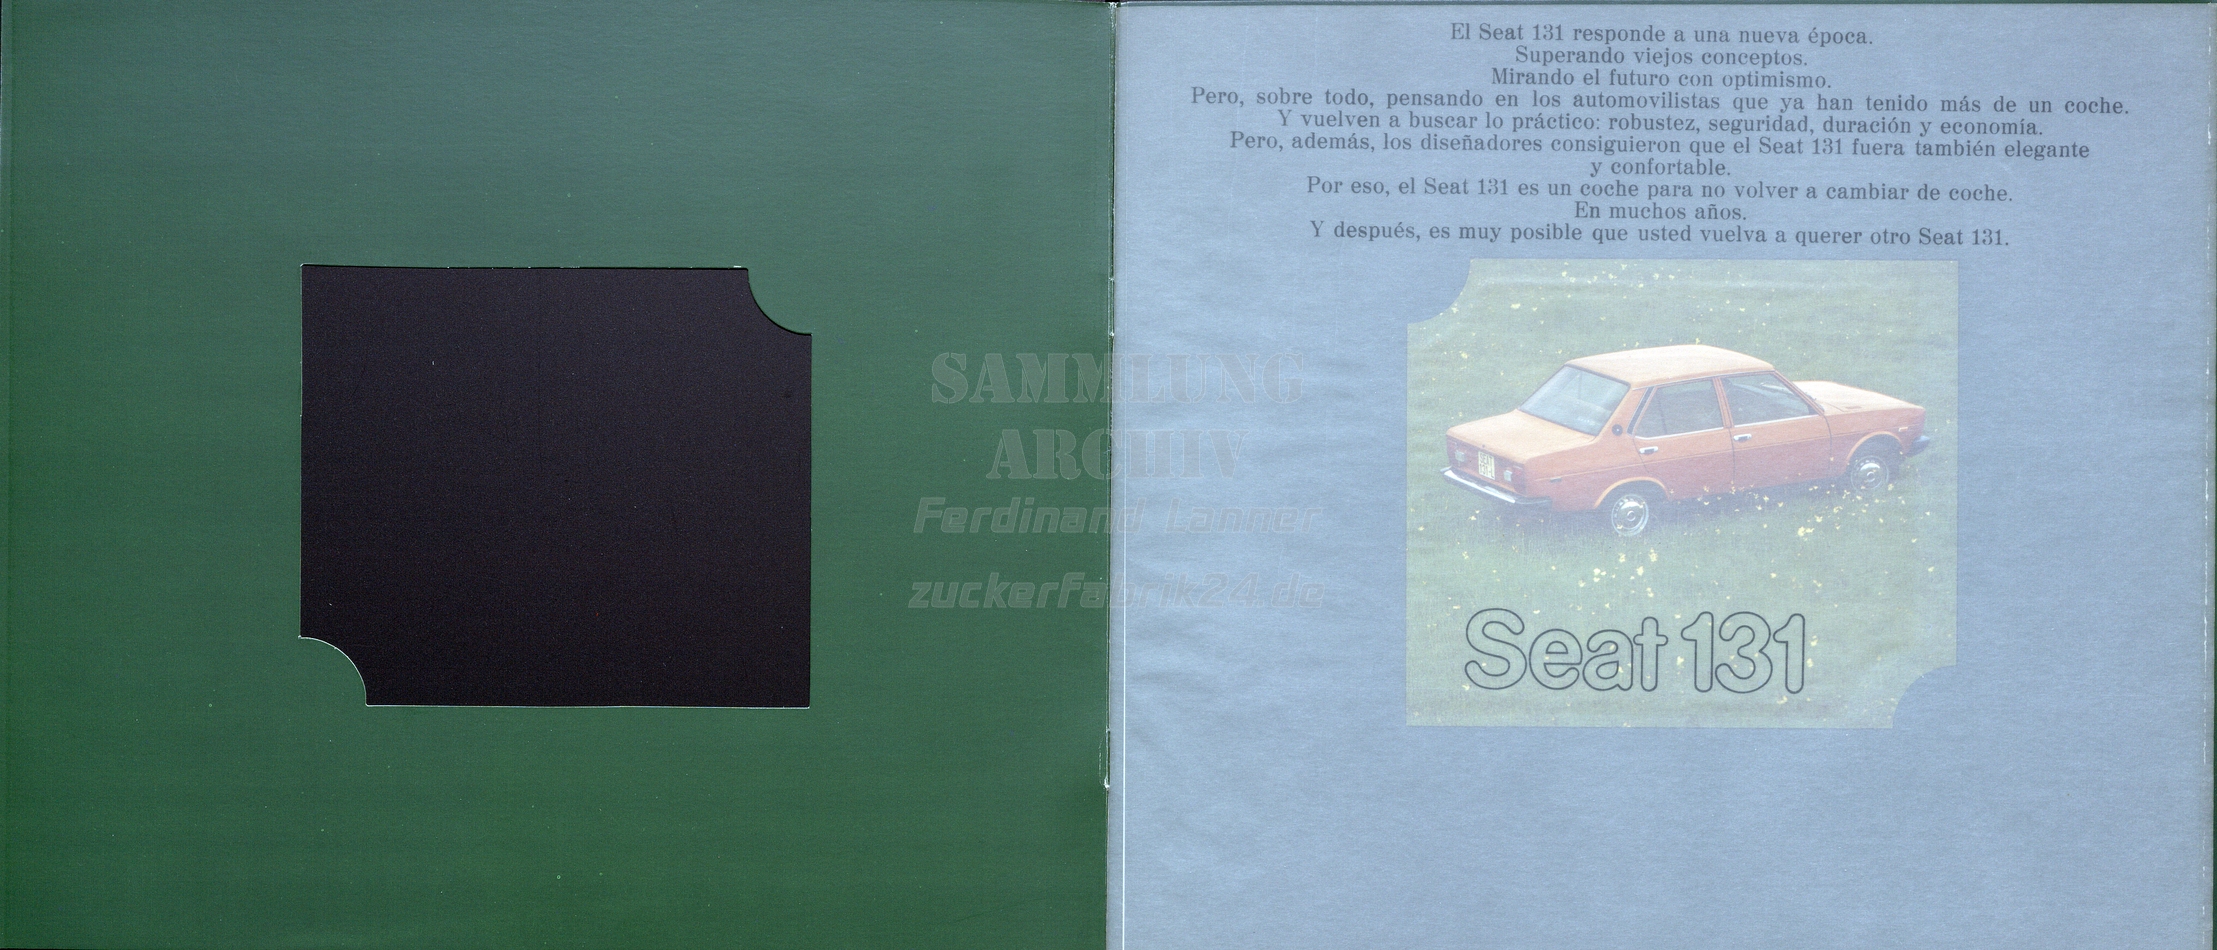 El Seat 131 responde a una nueva época.
Superando viejos conceptos.
Mirando el futuro con optimismo.
Pero, sobre todo, pensando en los automovilistas que ya han tenido más de un coche.
Y vuelven a buscar lo práctico: robustez, seguridad, duración y economía.
Pero, además, los diseñadores consiguieron que el Seat 131 fuera también elegante
y confortable.
Por eso, el Seat 131 es un coche para no volver a cambiar de coche.
En muchos años.
Y después, es muy posible que usted vuelva a querer otro Seat 131.
SAMMLUNG
ARCHIV
Ferdinand Lanner
zuckerfabrik24.de
Seat 131